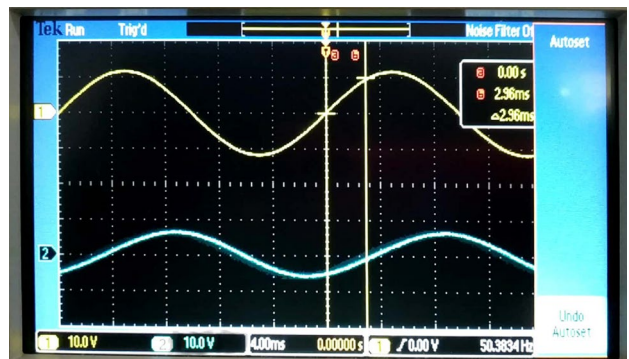 Tek Run Trig'd Noise Filter Of
Autoset
T a b
a 0.00 s
b 2.96ms
△2.96ms
1
2
Undo
Autoset
1 10.0 V 2 10.0 V 4.00ms 0.00000 s 1 / 0.00 V 50.3834 Hz